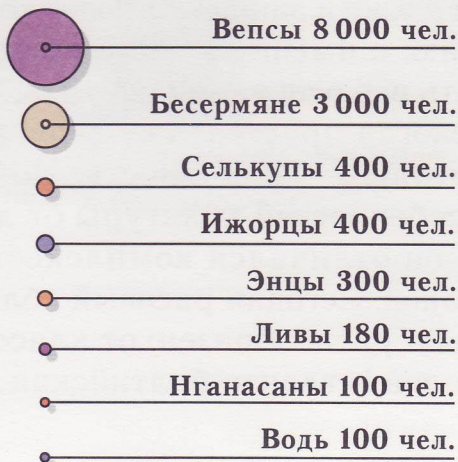 Вепсы 8 000 чел.
Бесермяне 3 000 чел.
Селькупы 400 чел.
Ижорцы 400 чел.
Энцы 300 чел.
Ливы 180 чел.
Нганасаны 100 чел.
Водь 100 чел.